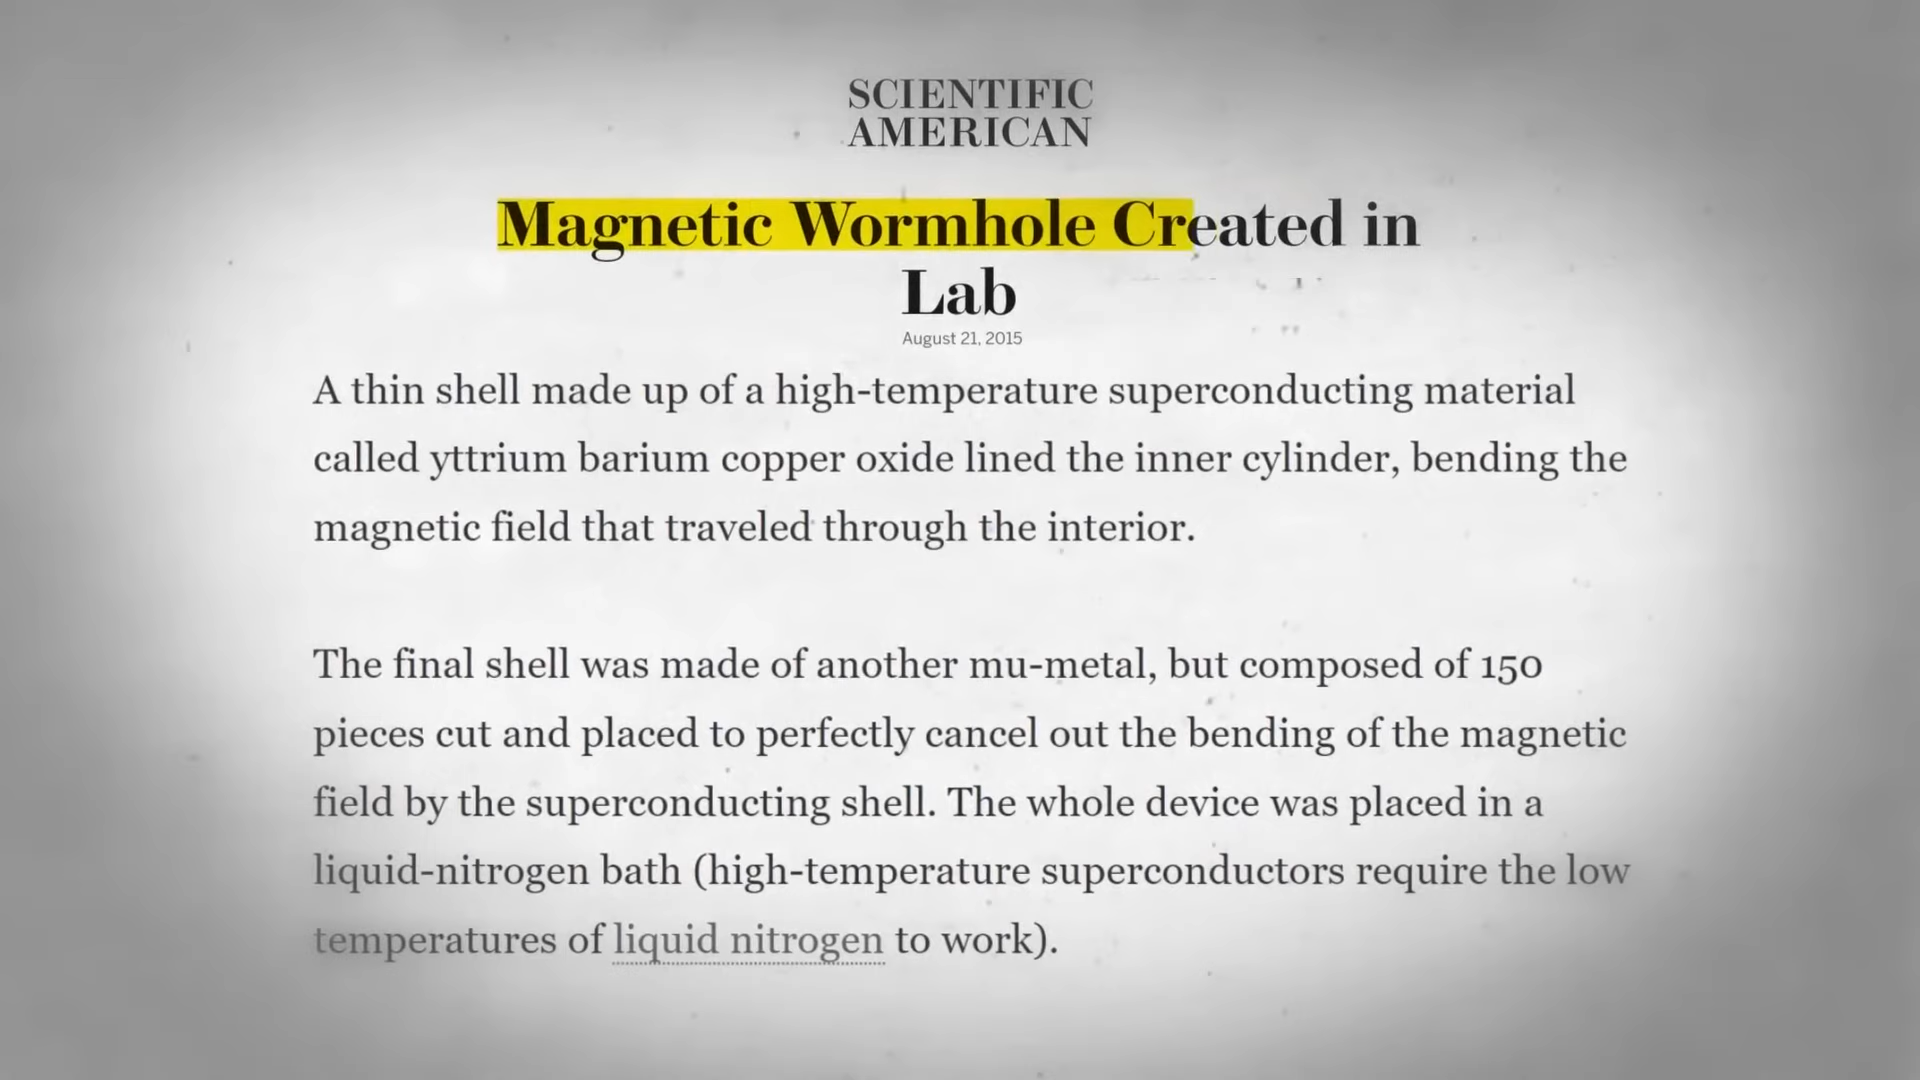 SCIENTIFIC
AMERICAN
Magnetic Wormhole Created in
Lab
August 21, 2015
A thin shell made up of a high-temperature superconducting material
called yttrium barium copper oxide lined the inner cylinder, bending the
magnetic field that traveled through the interior.
The final shell was made of another mu-metal, but composed of 150
pieces cut and placed to perfectly cancel out the bending of the magnetic
field by the superconducting shell. The whole device was placed in a
liquid-nitrogen bath (high-temperature superconductors require the low
temperatures of liquid nitrogen to work).